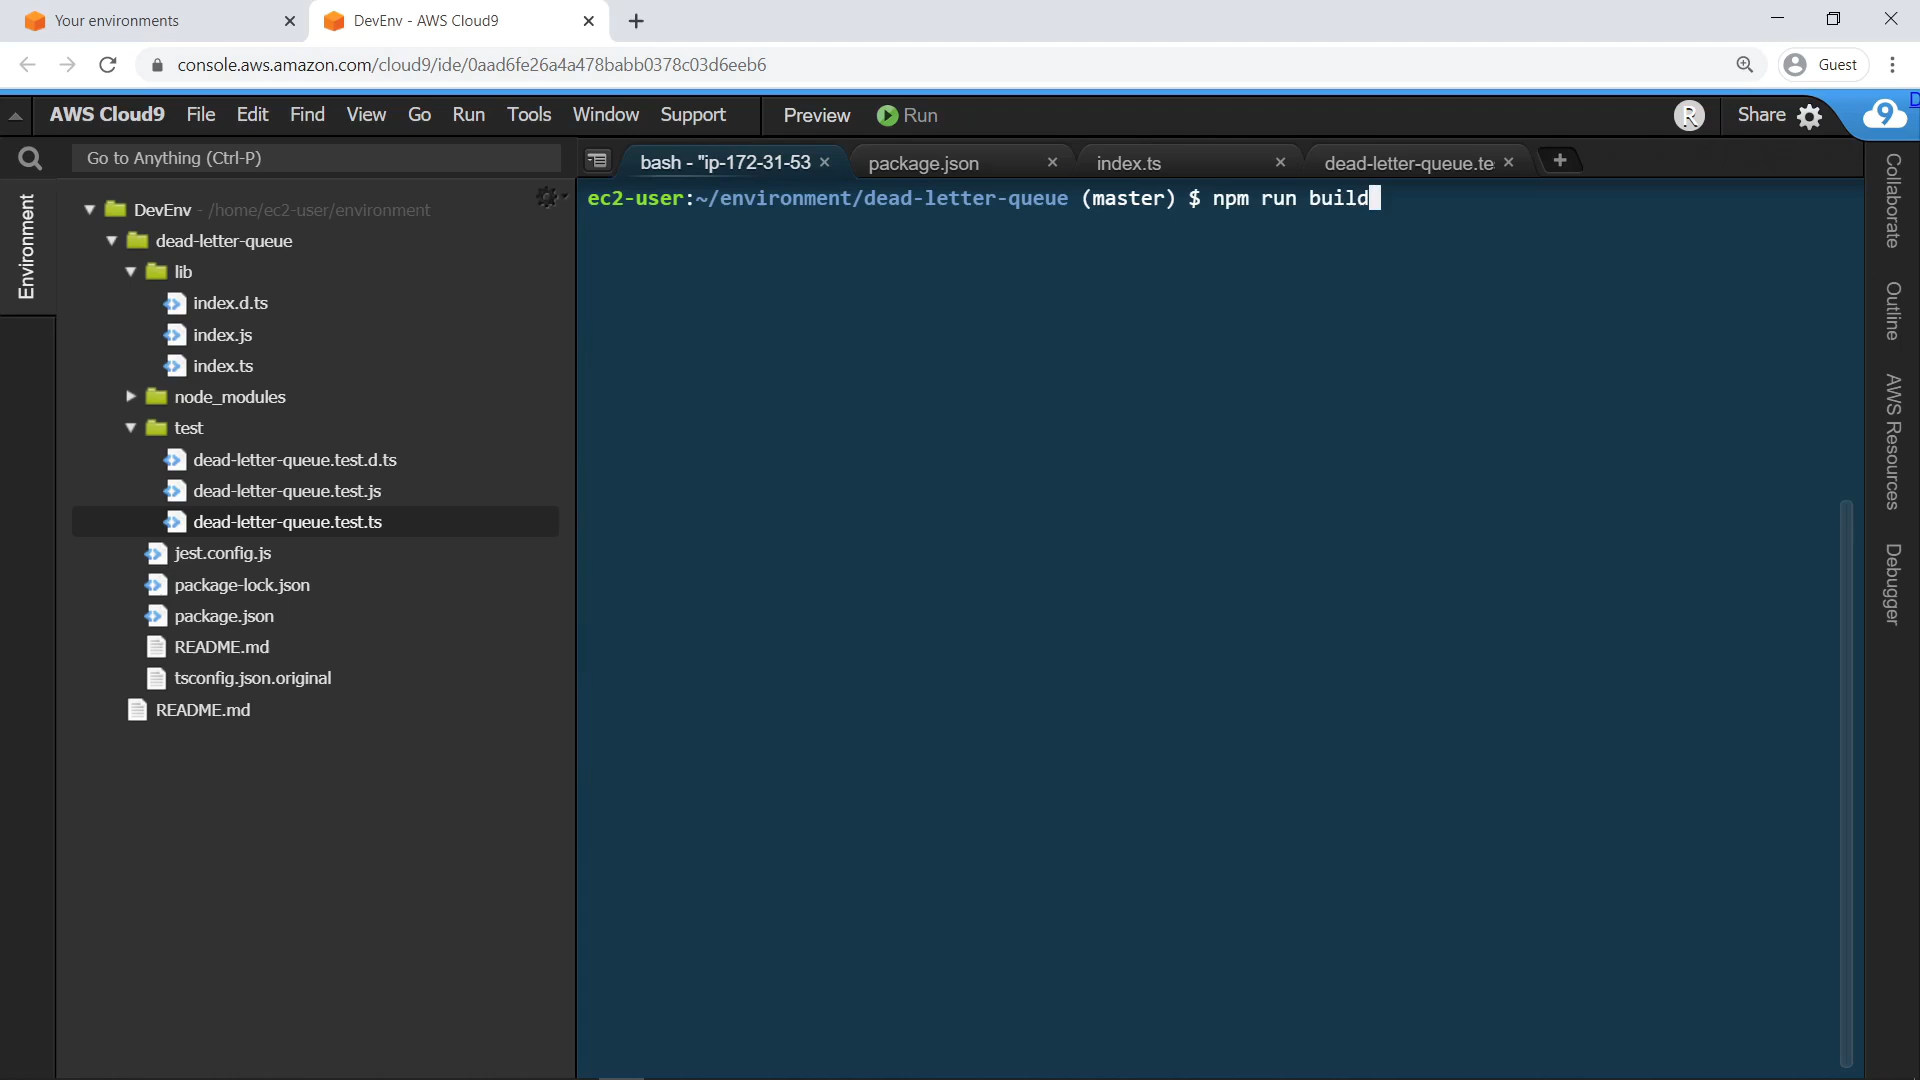 Your environments
DevEnv - AWS Cloud9
console.aws.amazon.com/cloud9/ide/0aad6fe26a4a478babb0378c03d6eeb6
Guest
AWS Cloud9 File Edit Find View Go Run Tools Window Support Preview Run
R
Share
9
D
Go to Anything (Ctrl-P)
bash - "ip-172-31-53
package.json
index.ts
dead-letter-queue.te
Environment
DevEnv - /home/ec2-user/environment
dead-letter-queue
lib
index.d.ts
index.js
index.ts
node_modules
test
dead-letter-queue.test.d.ts
dead-letter-queue.test.js
dead-letter-queue.test.ts
jest.config.js
package-lock.json
package.json
README.md
tsconfig.json.original
README.md
ec2-user:~/environment/dead-letter-queue (master) $ npm run build
Collaborate
Outline
AWS Resources
Debugger